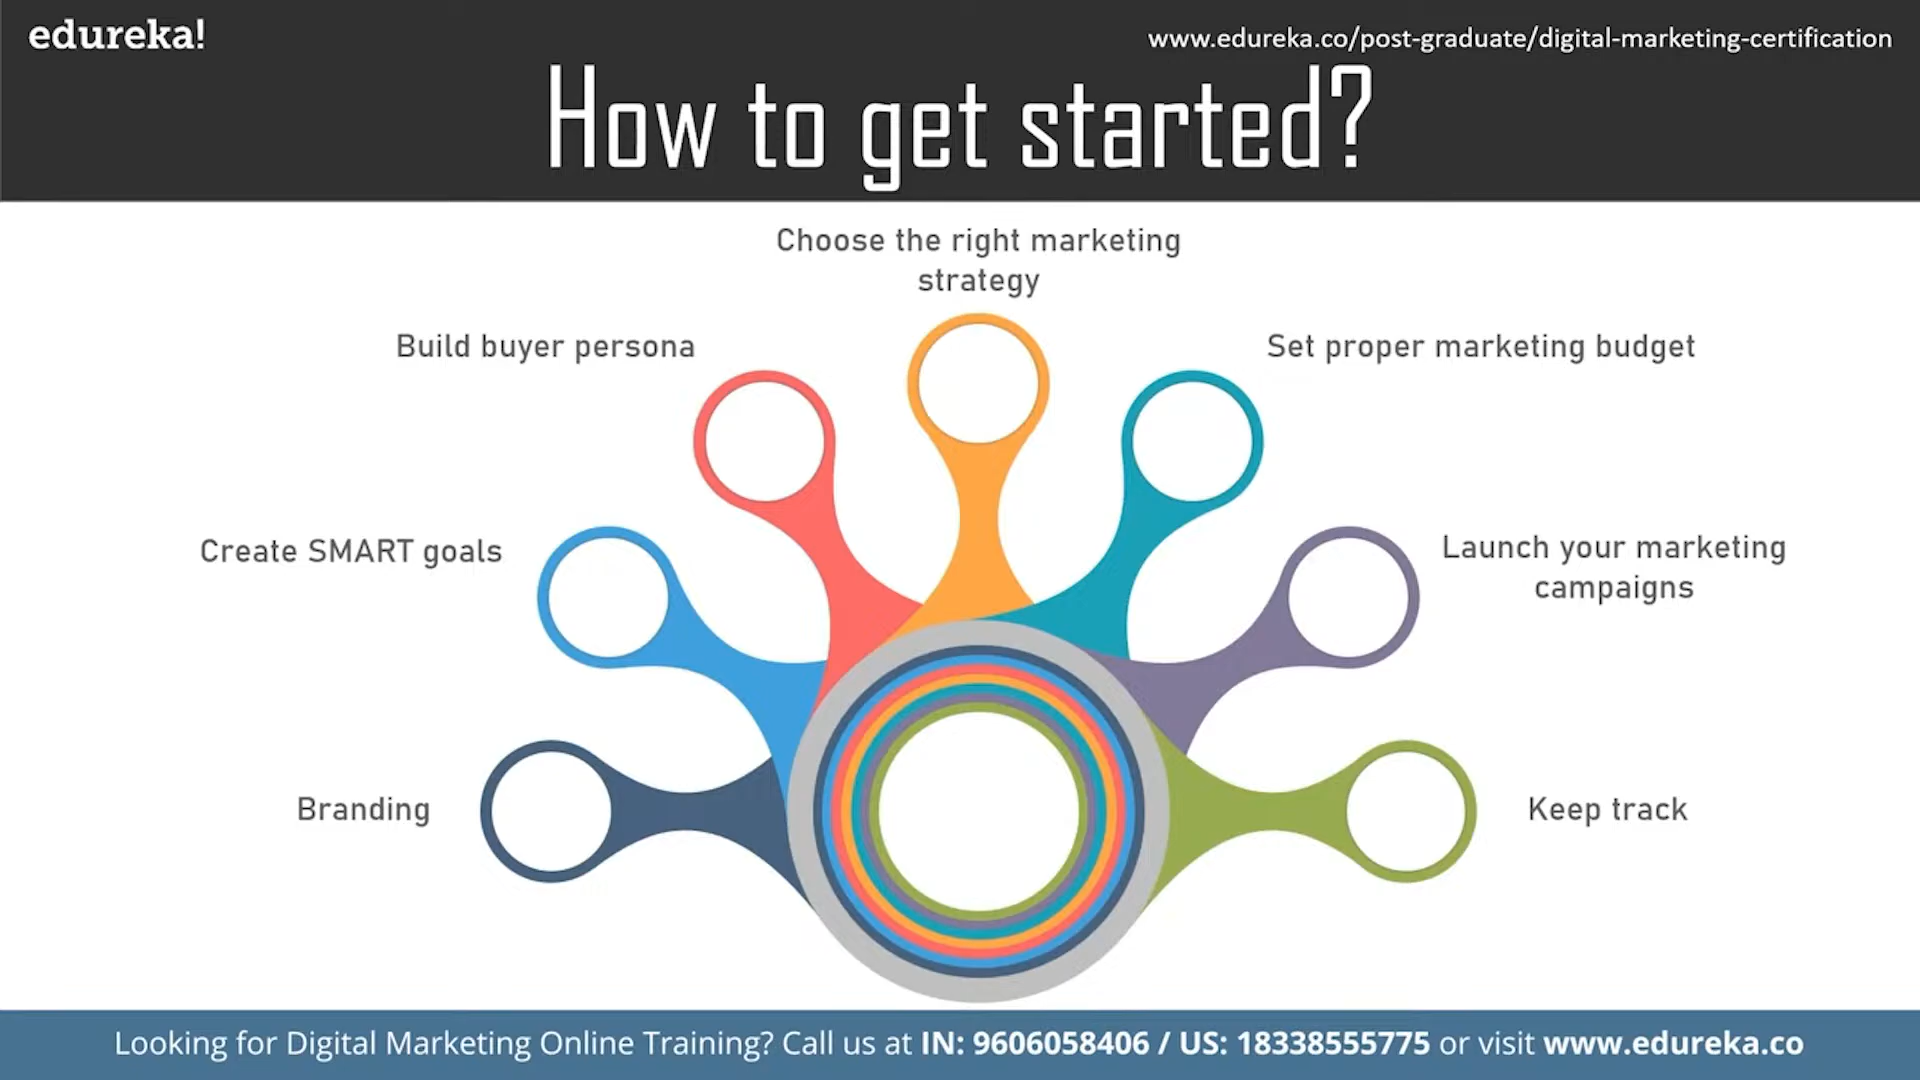 edureka!
www.edureka.co/post-graduate/digital-marketing-certification
How to get started?
Choose the right marketing
strategy
Build buyer persona
Set proper marketing budget
Create SMART goals
Launch your marketing
campaigns
Branding
Keep track
Looking for Digital Marketing Online Training? Call us at IN: 9606058406 / US: 18338555775 or visit www.edureka.co